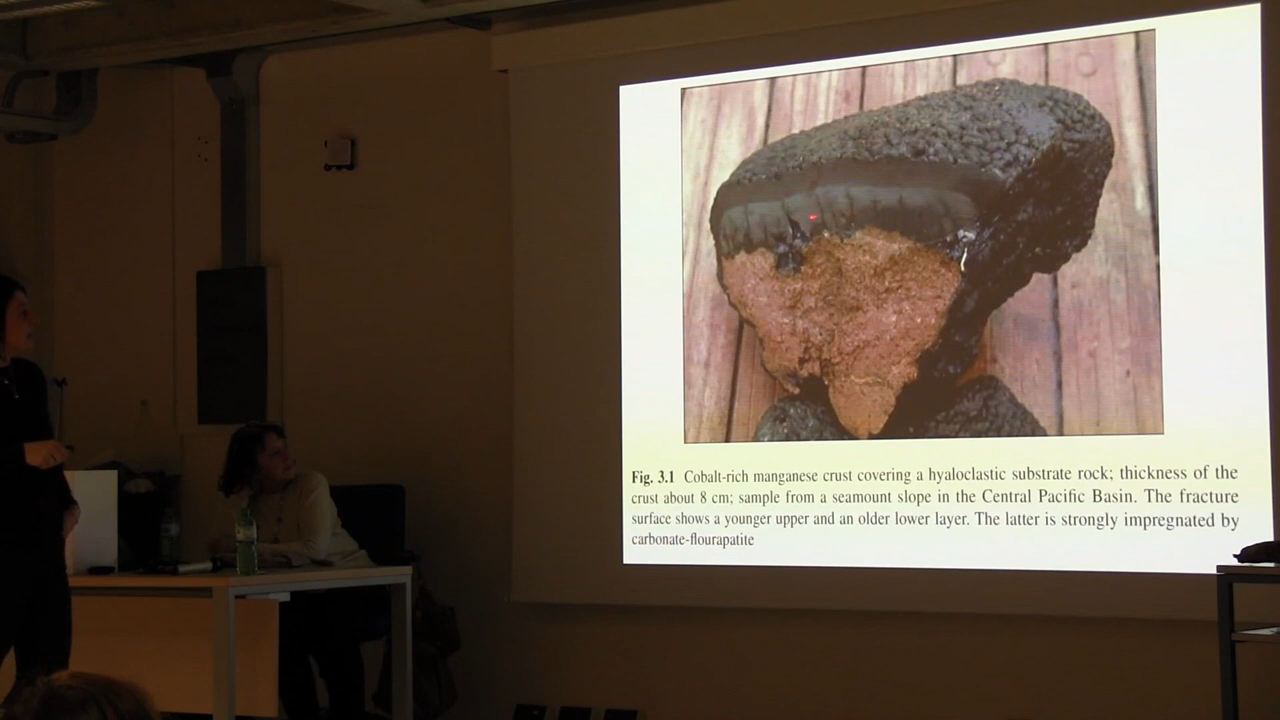 Fig. 3.1 Cobalt-rich manganese crust covering a hyaloclastic substrate rock; thickness of the
crust about 8 cm; sample from a seamount slope in the Central Pacific Basin. The fracture
surface shows a younger upper and an older lower layer. The latter is strongly impregnated by
carbonate-flourapatite